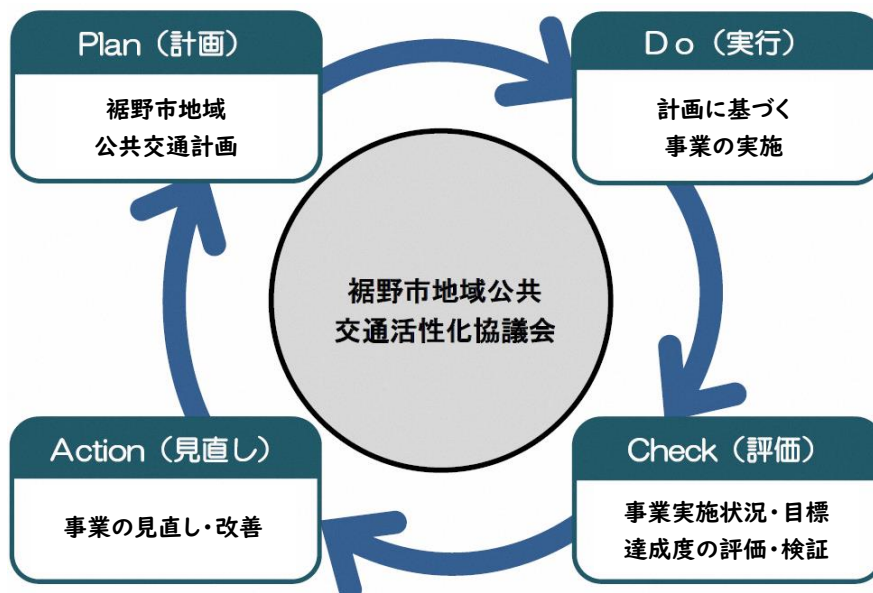 Plan（計画）
裾野市地域
公共交通計画
Do（実行）
計画に基づく
事業の実施
裾野市地域公共
交通活性化協議会
Action（見直し）
事業の見直し・改善
Check（評価）
事業実施状況・目標
達成度の評価・検証